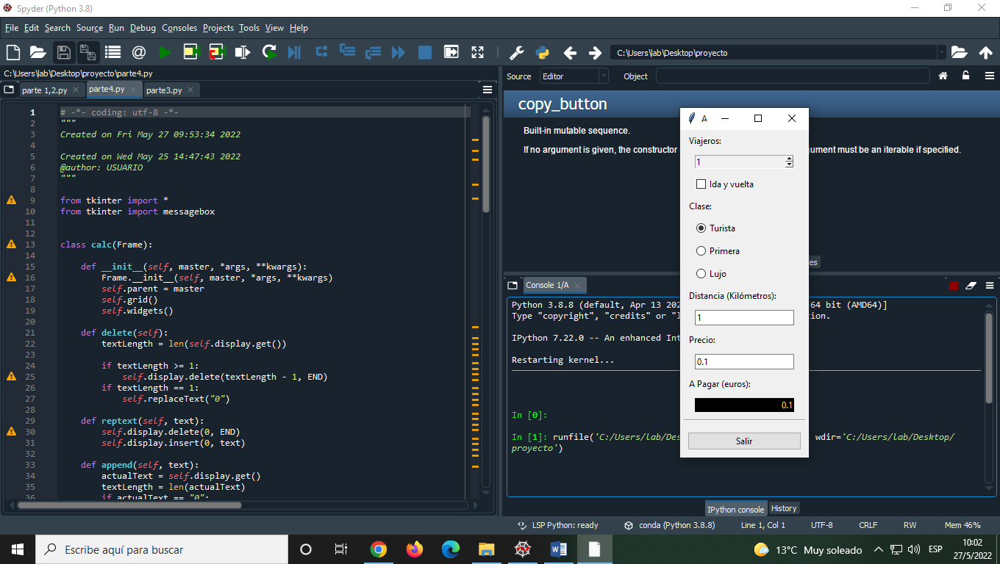 Spyder (Python 3.8)
File Edit Search Source Run Debug Consoles Projects Tools View Help
C:\Users\lab\Desktop\proyecto
C:\Users\lab\Desktop\proyecto\parte4.py
parte 1,2.py
parte4.py
parte3.py
1 # -*- coding: utf-8 -*-
2 """
3 Created on Fri May 27 09:53:34 2022
4
5 Created on Wed May 25 14:47:43 2022
6 @author: USUARIO
7 """
8
9 from tkinter import *
10 from tkinter import messagebox
11
12
13 class calc(Frame):
14
15 def __init__(self, master, *args, **kwargs):
16 Frame.__init__(self, master, *args, **kwargs)
17 self.parent = master
18 self.grid()
19 self.widgets()
20
21 def delete(self):
22 textLength = len(self.display.get())
23
24 if textLength >= 1:
25 self.display.delete(textLength - 1, END)
26 if textLength == 1:
27 self.replaceText("0")
28
29 def reptext(self, text):
30 self.display.delete(0, END)
31 self.display.insert(0, text)
32
33 def append(self, text):
34 actualText = self.display.get()
35 textLength = len(actualText)
36 if actualText == "0":
Source Editor Object
copy_button
Built-in mutable sequence.
If no argument is given, the constructor
gument must be an iterable if specified.
es
A
Viajeros:
1
Ida y vuelta
Clase:
Turista
Primera
Lujo
Distancia (Kilómetros):
1
Precio:
0.1
A Pagar (euros):
0.1
Salir
Console 1/A
Python 3.8.8 (default, Apr 13 202 64 bit (AMD64)]
Type "copyright", "credits" or "l tion.
IPython 7.22.0 -- An enhanced Int
Restarting kernel...
In [0]:
In [1]: runfile('C:/Users/lab/Des wdir='C:/Users/lab/Desktop/
proyecto')
IPython console
History
LSP Python: ready conda (Python 3.8.8) Line 1, Col 1 UTF-8 CRLF RW Mem 46%
Escribe aquí para buscar
13°C Muy soleado
ESP
10:02
27/5/2022